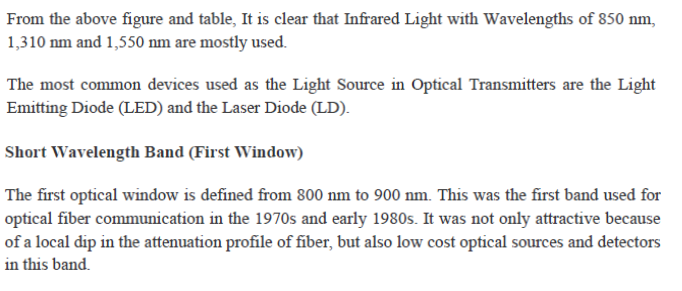 From the above figure and table, It is clear that Infrared Light with Wavelengths of 850 nm,
1,310 nm and 1,550 nm are mostly used.
The most common devices used as the Light Source in Optical Transmitters are the Light
Emitting Diode (LED) and the Laser Diode (LD).
Short Wavelength Band (First Window)
The first optical window is defined from 800 nm to 900 nm. This was the first band used for
optical fiber communication in the 1970s and early 1980s. It was not only attractive because
of a local dip in the attenuation profile of fiber, but also low cost optical sources and detectors
in this band.